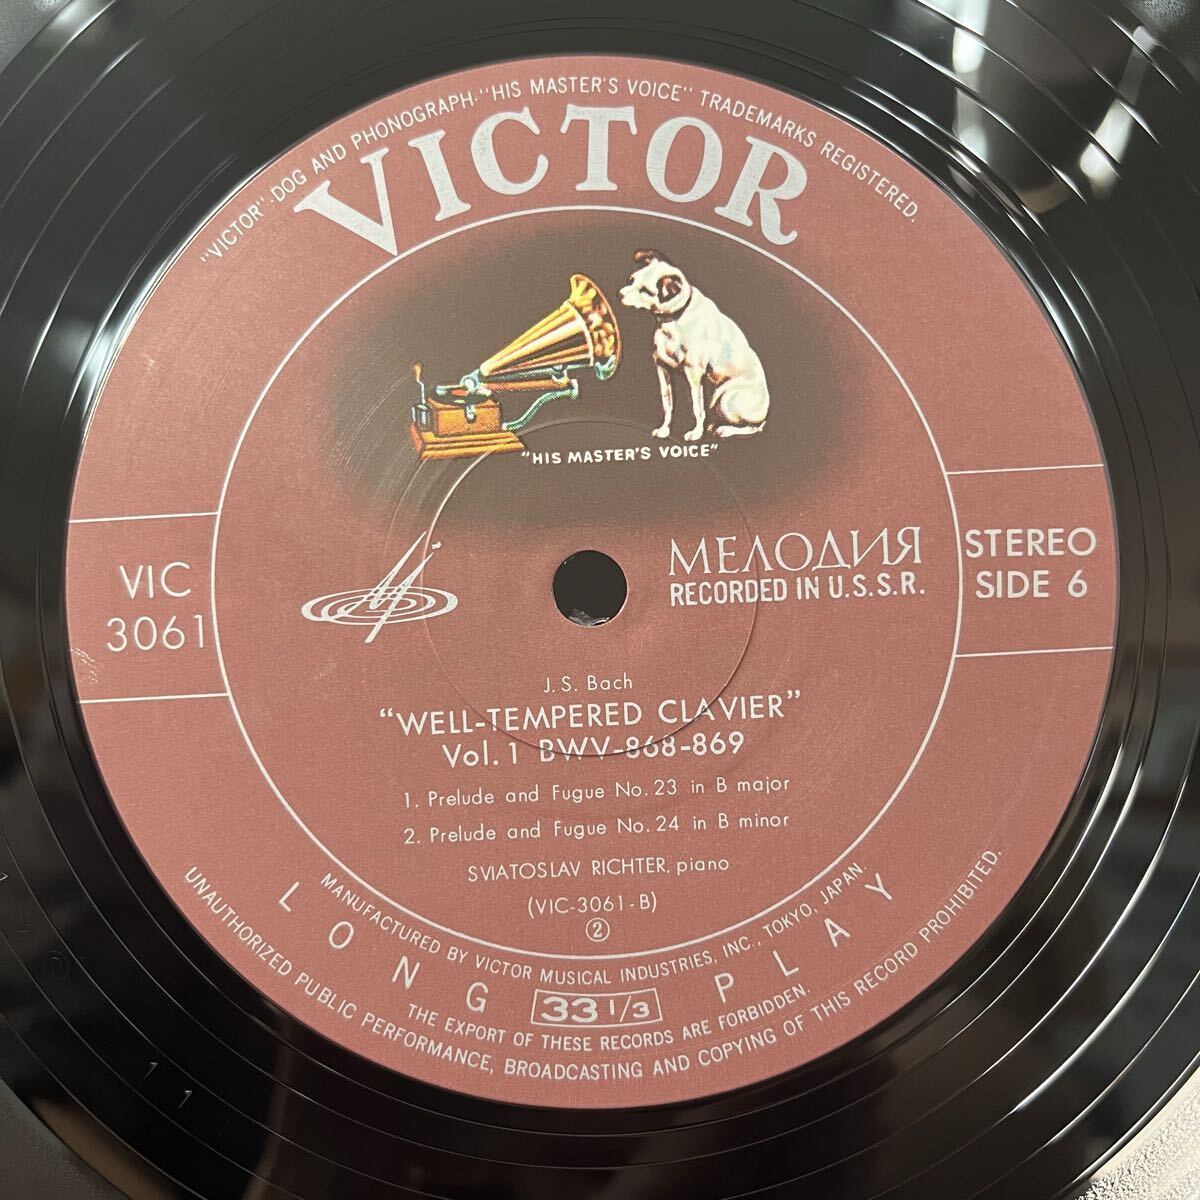 "VICTOR"-DOG AND PHONOGRAPH-"HIS MASTER'S VOICE" TRADEMARKS REGISTERED.
VICTOR
"HIS MASTER'S VOICE"
VIC
3061
МЕЛОДИЯ
RECORDED IN U.S.S.R.
STEREO
SIDE 6
J. S. Bach
"WELL-TEMPERED CLAVIER"
Vol. 1 BWV-868-869
1. Prelude and Fugue No. 23 in B major
2. Prelude and Fugue No. 24 in B minor
SVIATOSLAV RICHTER, piano
(VIC-3061-B)
②
MANUFACTURED BY VICTOR MUSICAL INDUSTRIES, INC., TOKYO, JAPAN.
LONG 33 1/3 PLAY
THE EXPORT OF THESE RECORDS ARE FORBIDDEN.
UNAUTHORIZED PUBLIC PERFORMANCE, BROADCASTING AND COPYING OF THIS RECORD PROHIBITED.
1 1